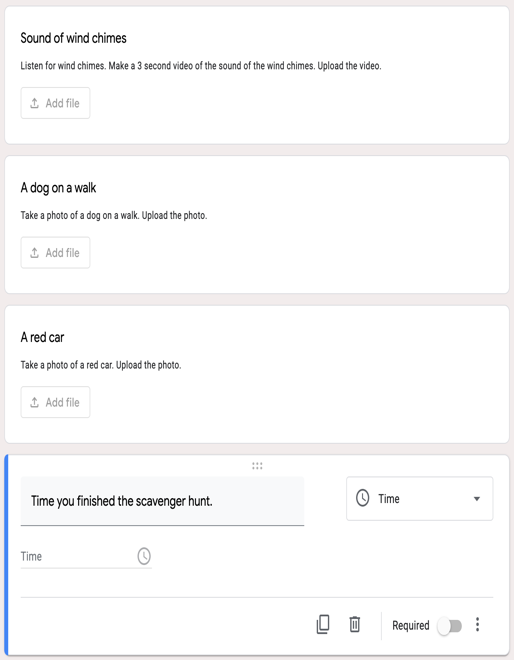 Sound of wind chimes
Listen for wind chimes. Make a 3 second video of the sound of the wind chimes. Upload the video.
Add file
A dog on a walk
Take a photo of a dog on a walk. Upload the photo.
Add file
A red car
Take a photo of a red car. Upload the photo.
Add file
Time you finished the scavenger hunt.
Time
Time
Required